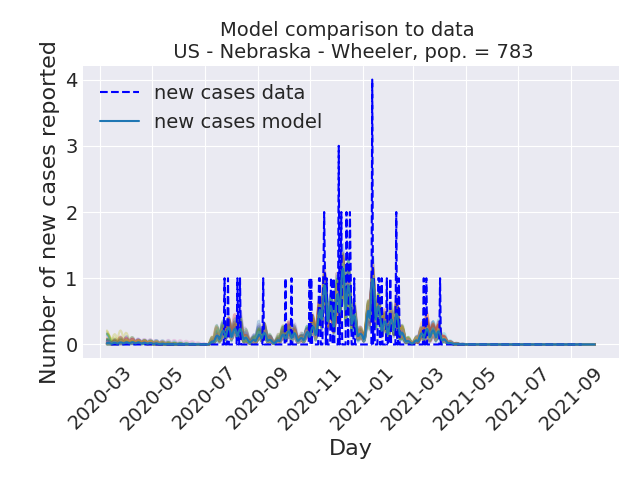 Model comparison to data
US - Nebraska - Wheeler, pop. = 783
Number of new cases reported
4
3
2
1
0
new cases data
new cases model
2020-03
2020-05
2020-07
2020-09
2020-11
2021-01
2021-03
2021-05
2021-07
2021-09
Day